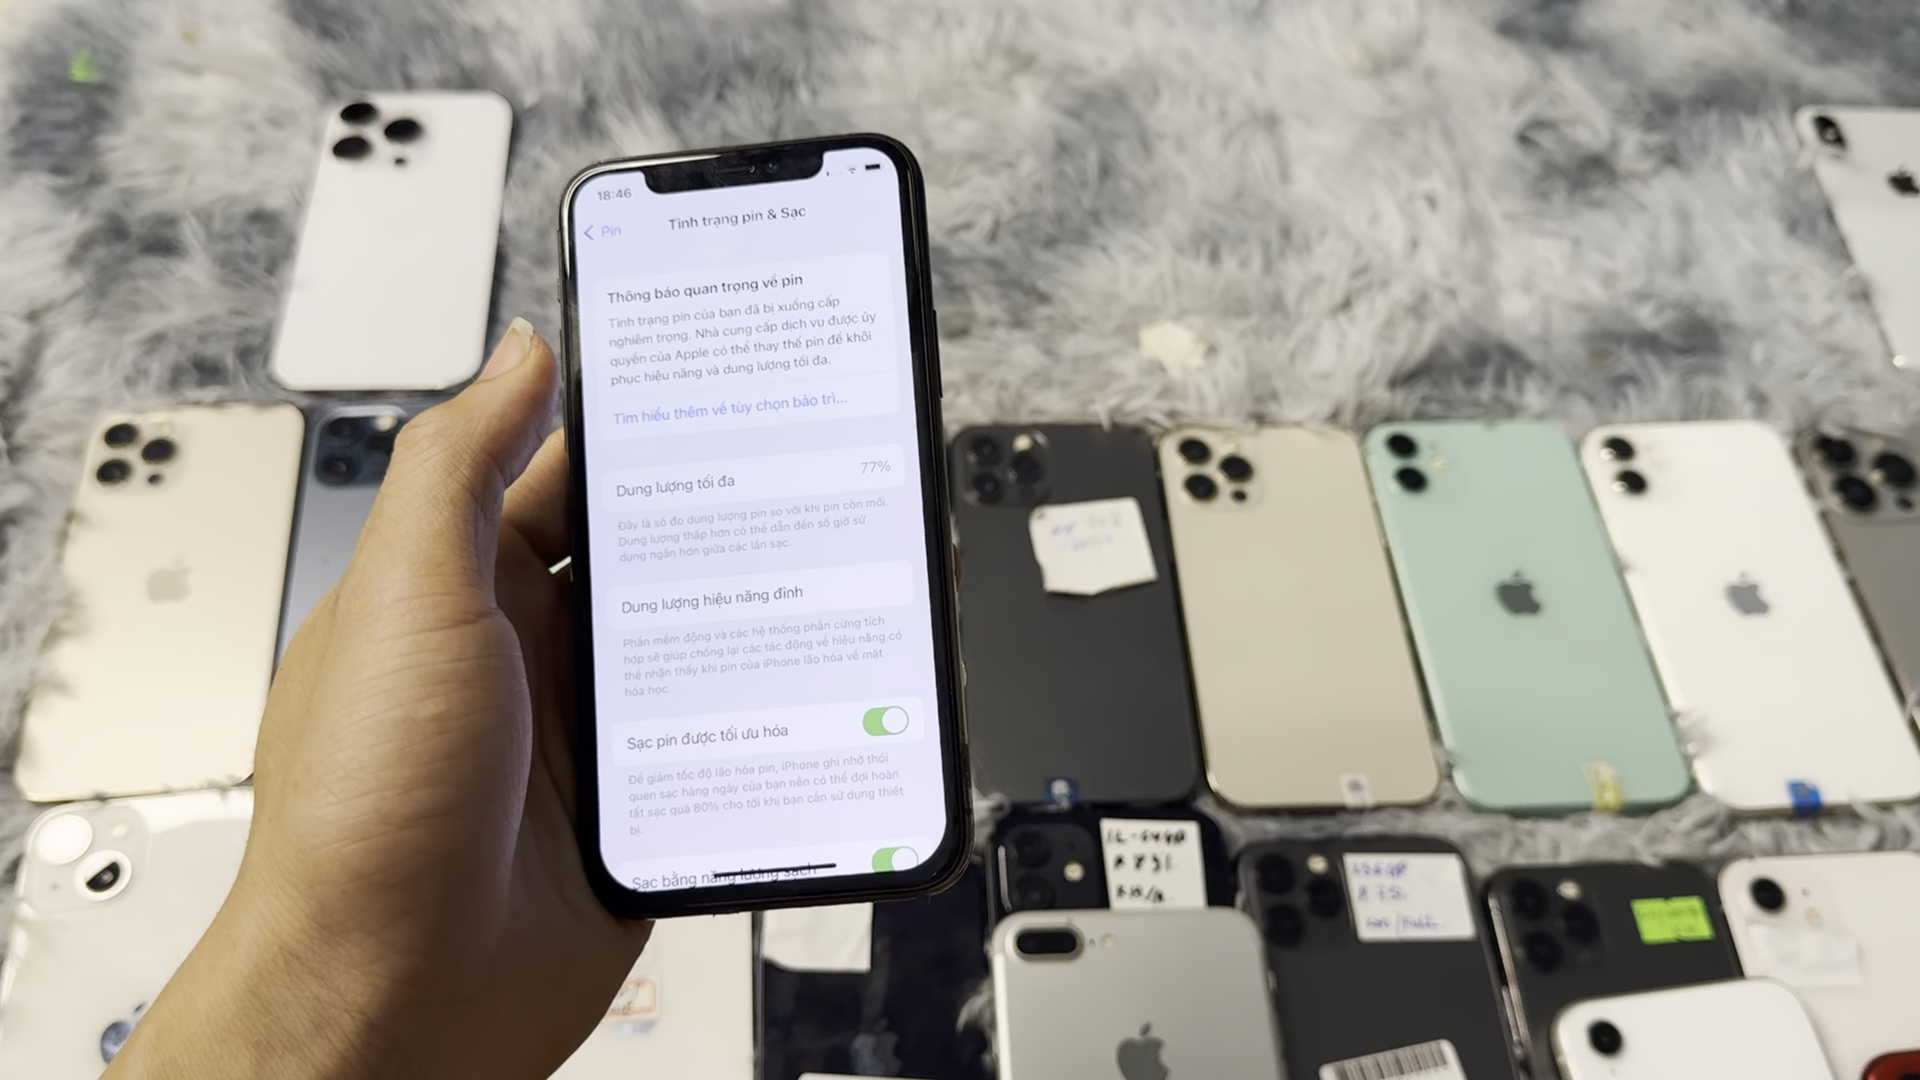 18:46
Pin
Tình trạng pin & Sạc
Thông báo quan trọng về pin
Tình trạng pin của bạn đã bị xuống cấp
nghiêm trọng. Nhà cung cấp dịch vụ được ủy
quyền của Apple có thể thay thế pin để khôi
phục hiệu năng và dung lượng tối đa.
Tìm hiểu thêm về tùy chọn bảo trì...
Dung lượng tối đa 77%
Đây là số đo dung lượng pin so với khi pin còn mới.
Dung lượng thấp hơn có thể dẫn đến số giờ sử
dụng ngắn hơn giữa các lần sạc.
Dung lượng hiệu năng đỉnh
Phần mềm động và các hệ thống phần cứng tích
hợp sẽ giúp chống lại các tác động về hiệu năng có
thể nhận thấy khi pin của iPhone lão hóa về mặt
hóa học.
Sạc pin được tối ưu hóa
Để giảm tốc độ lão hóa pin, iPhone ghi nhớ thói
quen sạc hàng ngày của bạn nên có thể đợi hoàn
tất sạc quá 80% cho tới khi bạn cần sử dụng thiết
bị.
Sạc bằng năng lượng sạch